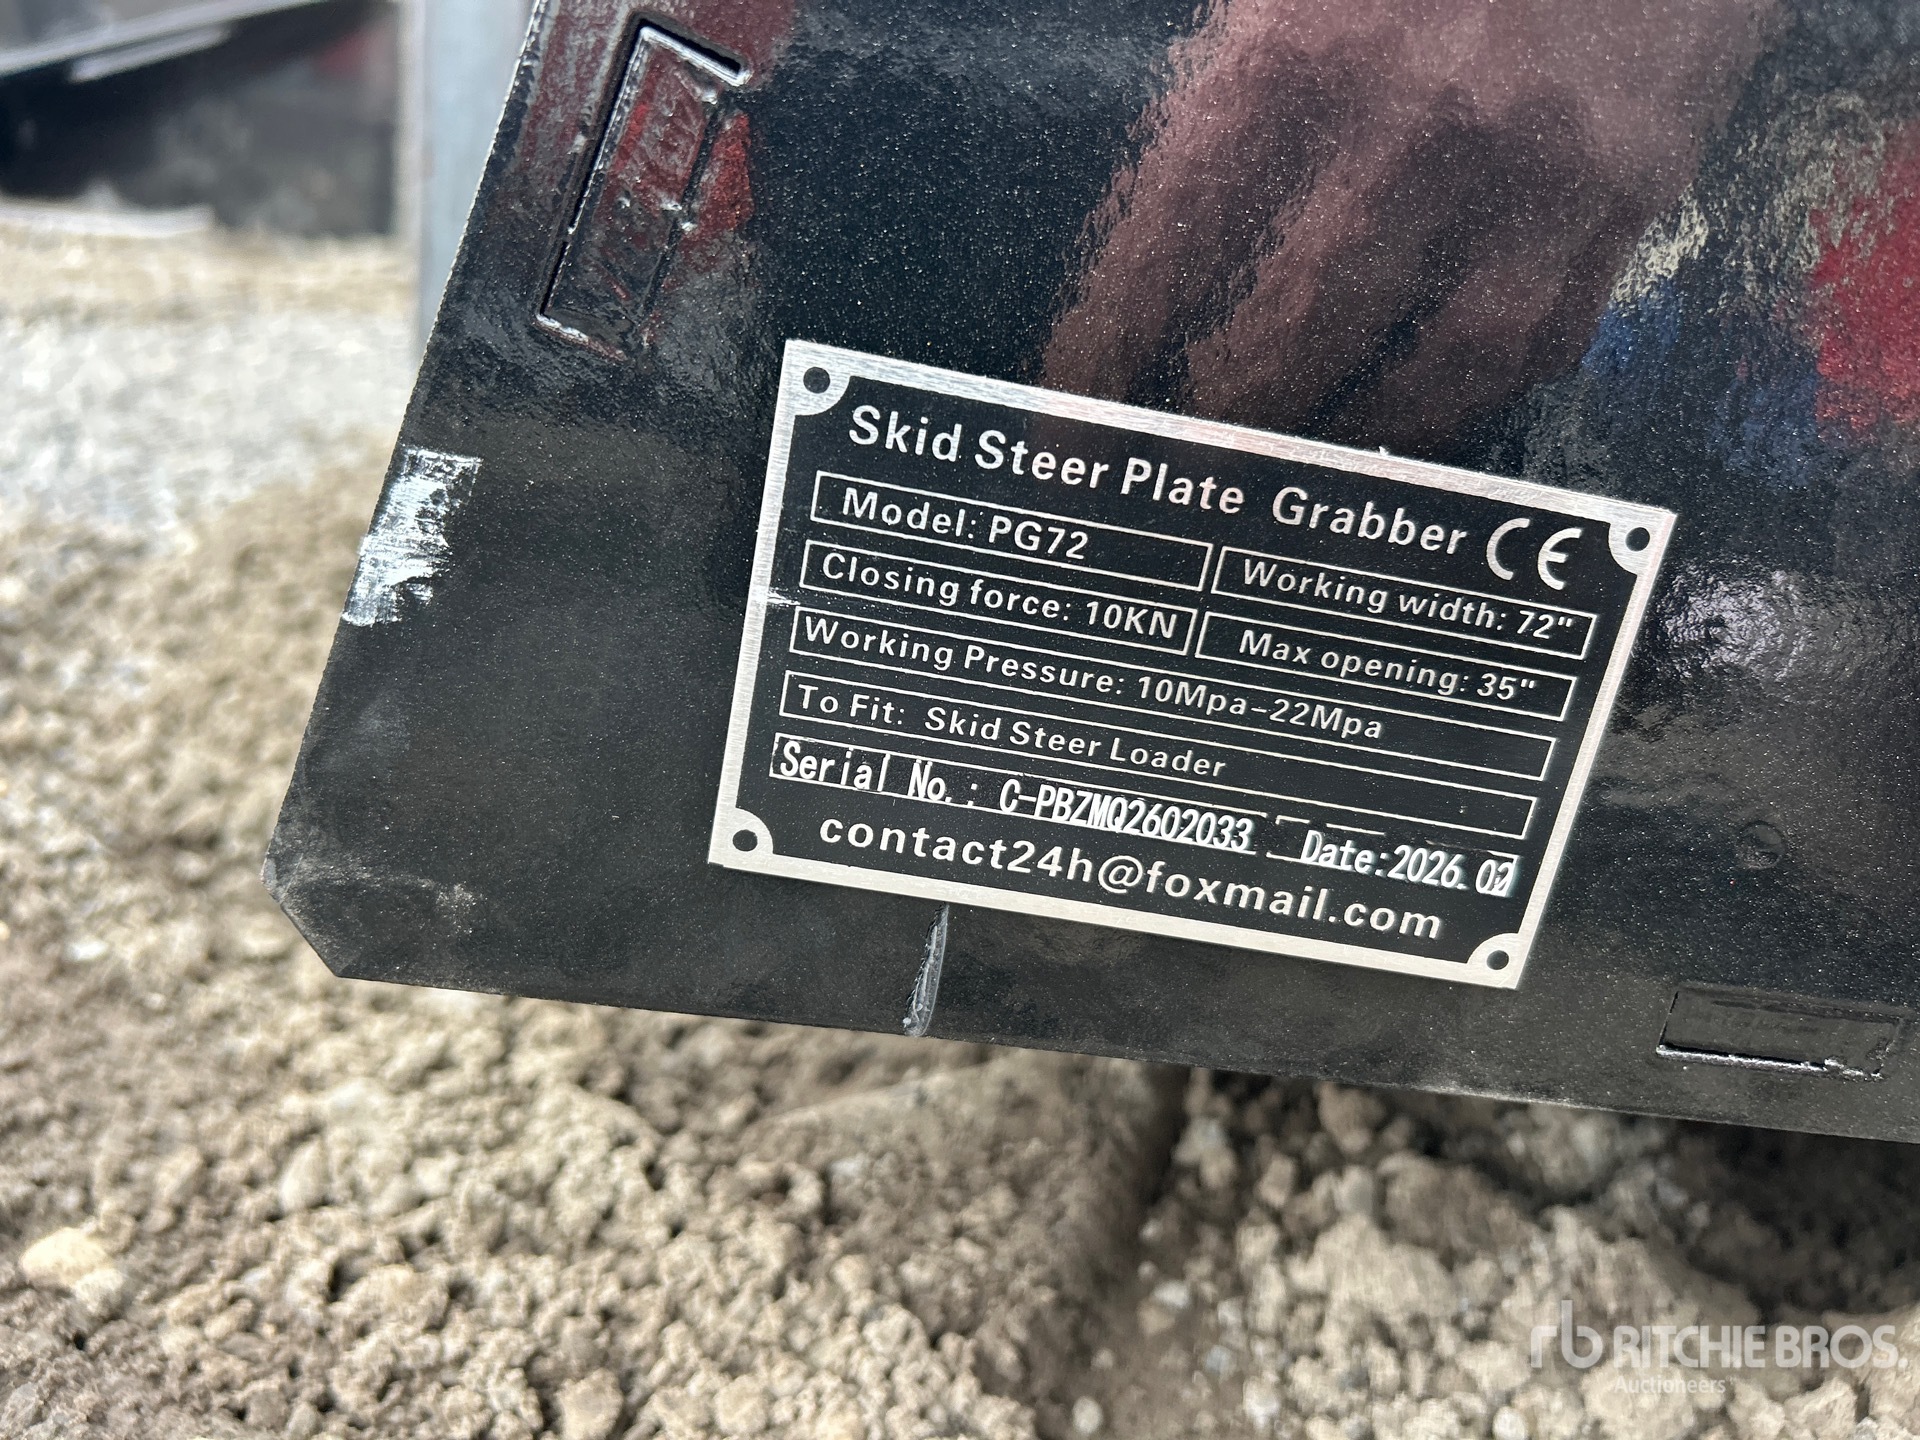 Skid Steer Plate Grabber CE
Model: PG72
Working width: 72"
Closing force: 10KN
Max opening: 35"
Working Pressure: 10Mpa-22Mpa
To Fit: Skid Steer Loader
Serial No.: C-PBZMQ2602033 Date:2026.02
contact24h@foxmail.com
rb RITCHIE BROS.
Auctioneers